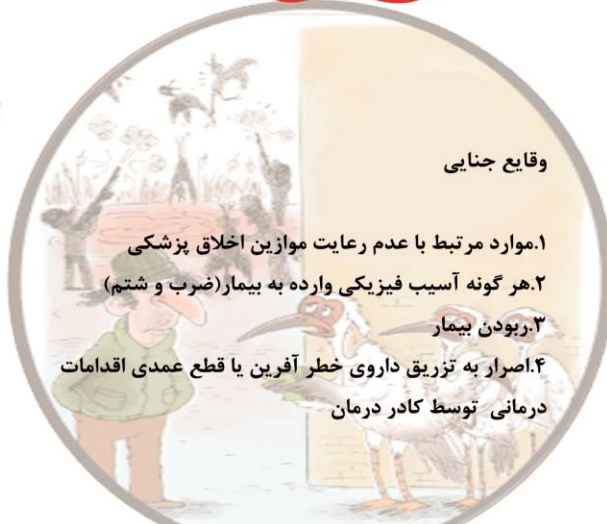 وقایع جنایی
۱.موارد مرتبط با عدم رعایت موازین اخلاق پزشکی
۲.هر گونه آسیب فیزیکی وارده به بیمار(ضرب و شتم)
۳.ربودن بیمار
۴.اصرار به تزریق داروی خطر آفرین یا قطع عمدی اقدامات
درمانی توسط کادر درمان